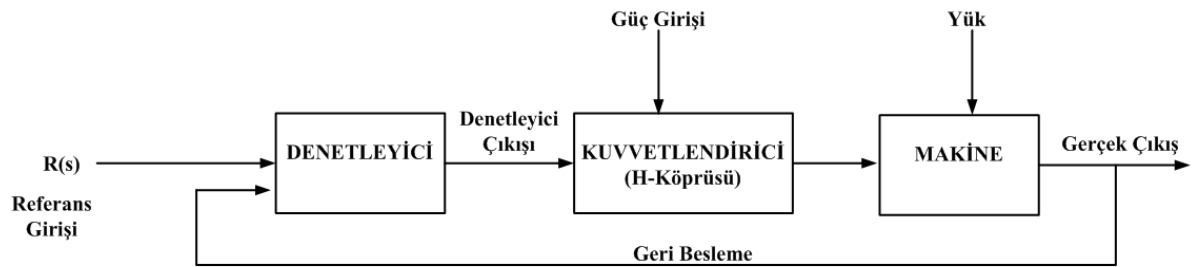 Güç Girişi
Yük
Denetleyici
Çıkışı
Gerçek Çıkış
R(s)
DENETLEYİCİ
KUVVETLENDİRİCİ
(H-Köprüsü)
MAKİNE
Referans
Girişi
Geri Besleme